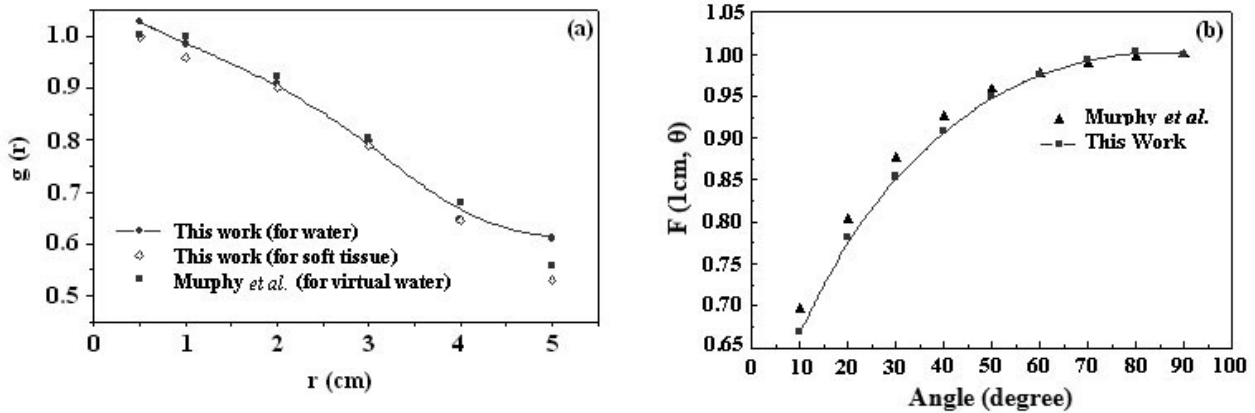 (a)
g (r)
1.0
0.9
0.8
0.7
0.6
0.5
This work (for water)
This work (for soft tissue)
Murphy et al. (for virtual water)
0 1 2 3 4 5
r (cm)
(b)
F (1cm, θ)
1.05
1.00
0.95
0.90
0.85
0.80
0.75
0.70
0.65
Murphy et al.
This Work
10 20 30 40 50 60 70 80 90 100
Angle (degree)